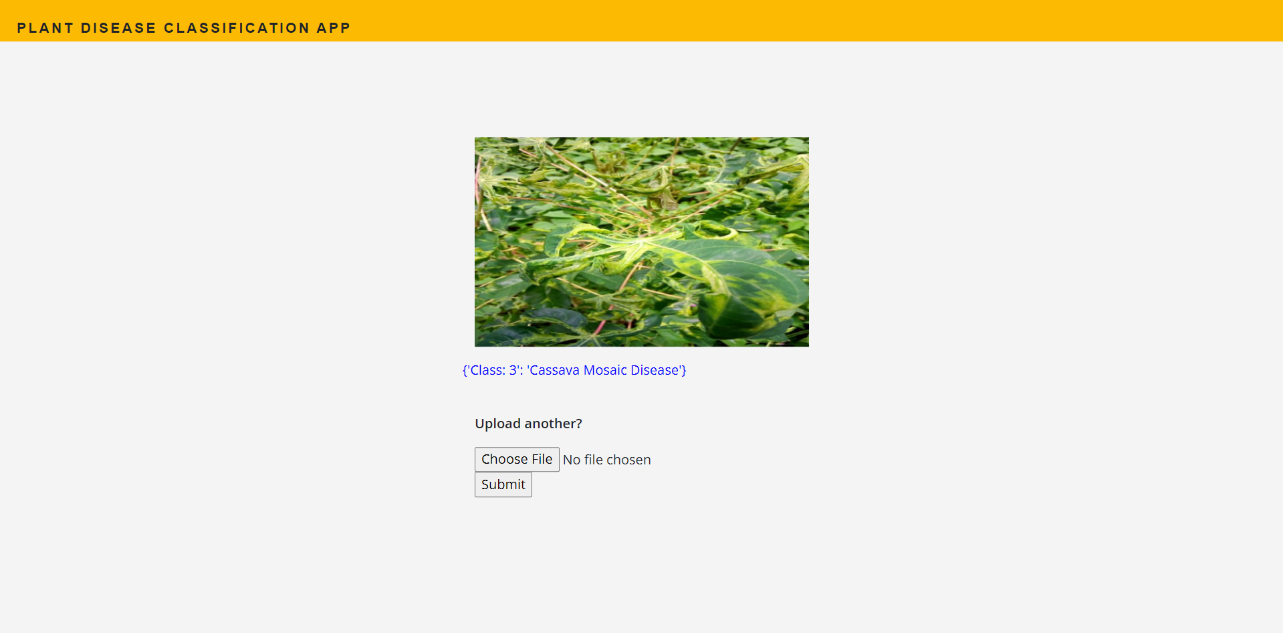 PLANT DISEASE CLASSIFICATION APP
{'Class: 3': 'Cassava Mosaic Disease'}
Upload another?
Choose File No file chosen
Submit